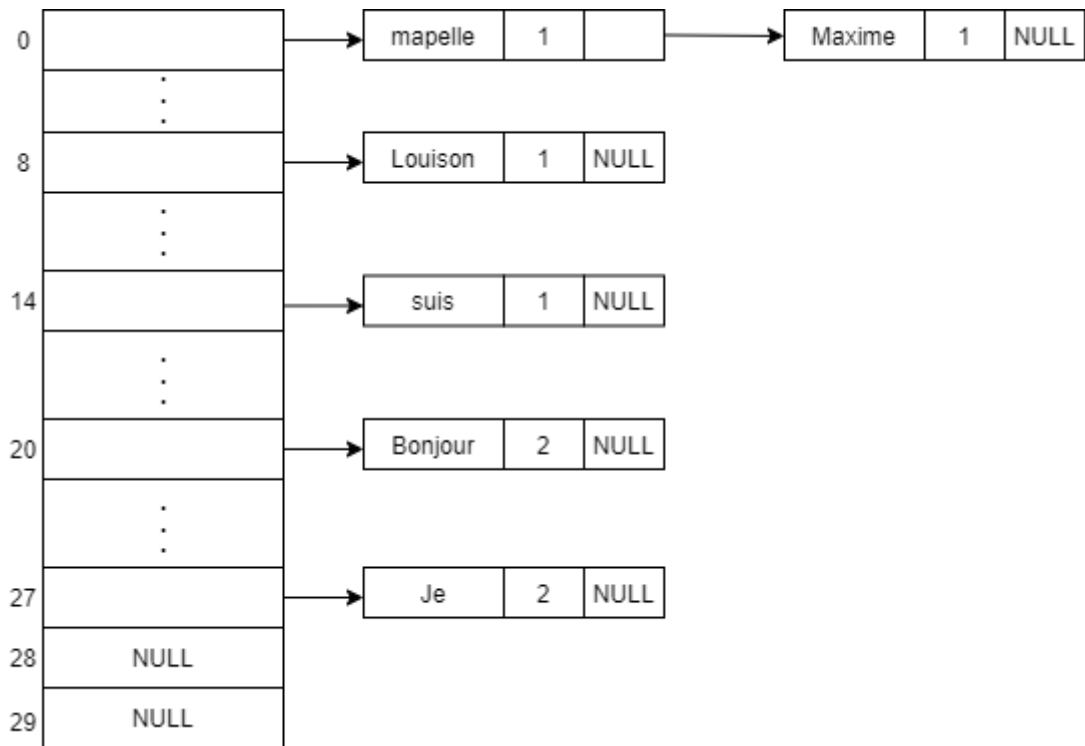 0 mapelle 1 Maxime 1 NULL
8 Louison 1 NULL
14 suis 1 NULL
20 Bonjour 2 NULL
27 Je 2 NULL
28 NULL
29 NULL